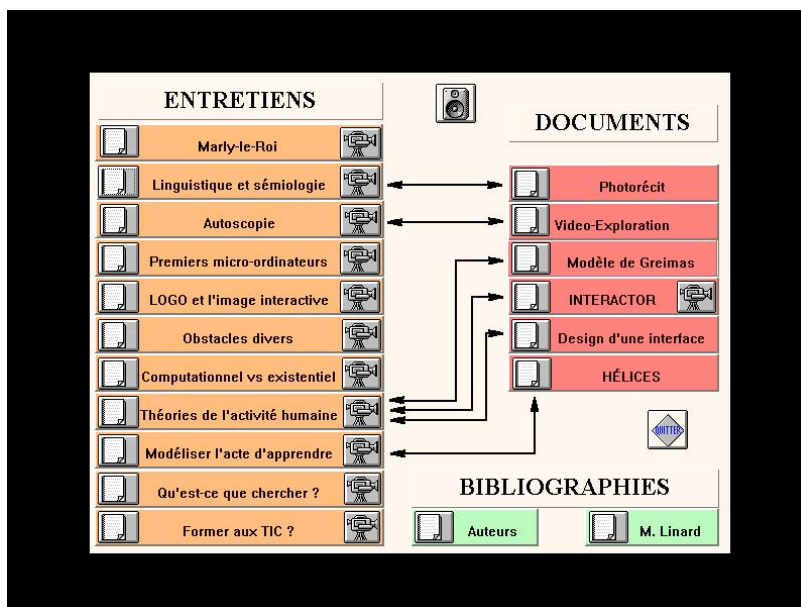 ENTRETIENS
Marly-le-Roi
Linguistique et sémiologie
Autoscopie
Premiers micro-ordinateurs
LOGO et l'image interactive
Obstacles divers
Computationnel vs existentiel
Théories de l'activité humaine
Modéliser l'acte d'apprendre
Qu'est-ce que chercher ?
Former aux TIC ?
DOCUMENTS
Photorécit
Video-Exploration
Modèle de Greimas
INTERACTOR
Design d'une interface
HÉLICES
QUITTER
BIBLIOGRAPHIES
Auteurs
M. Linard